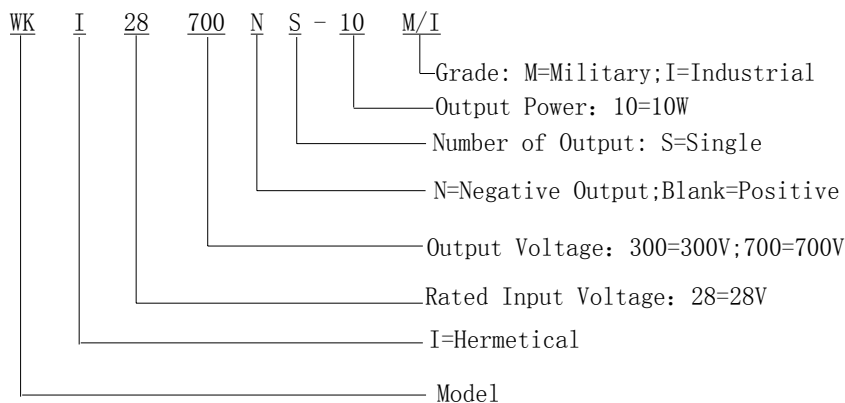 WK I 28 700 N S - 10 M/I
Grade: M=Military;I=Industrial
Output Power：10=10W
Number of Output: S=Single
N=Negative Output;Blank=Positive
Output Voltage：300=300V;700=700V
Rated Input Voltage：28=28V
I=Hermetical
Model